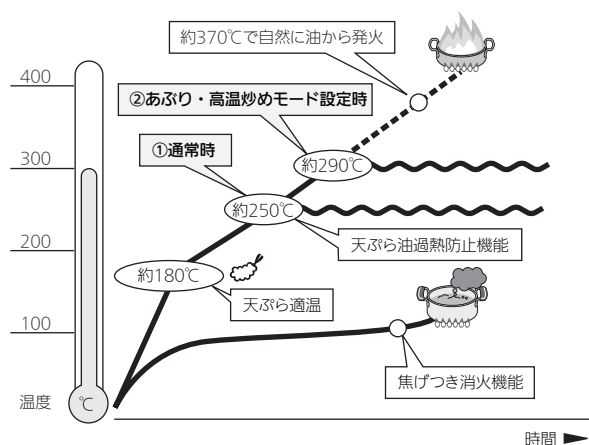 約370℃で自然に油から発火
400
②あぶり・高温炒めモード設定時
①通常時
300
約290℃
約250℃
200
天ぷら油過熱防止機能
約180℃
天ぷら適温
100
焦げつき消火機能
温度
℃
時間